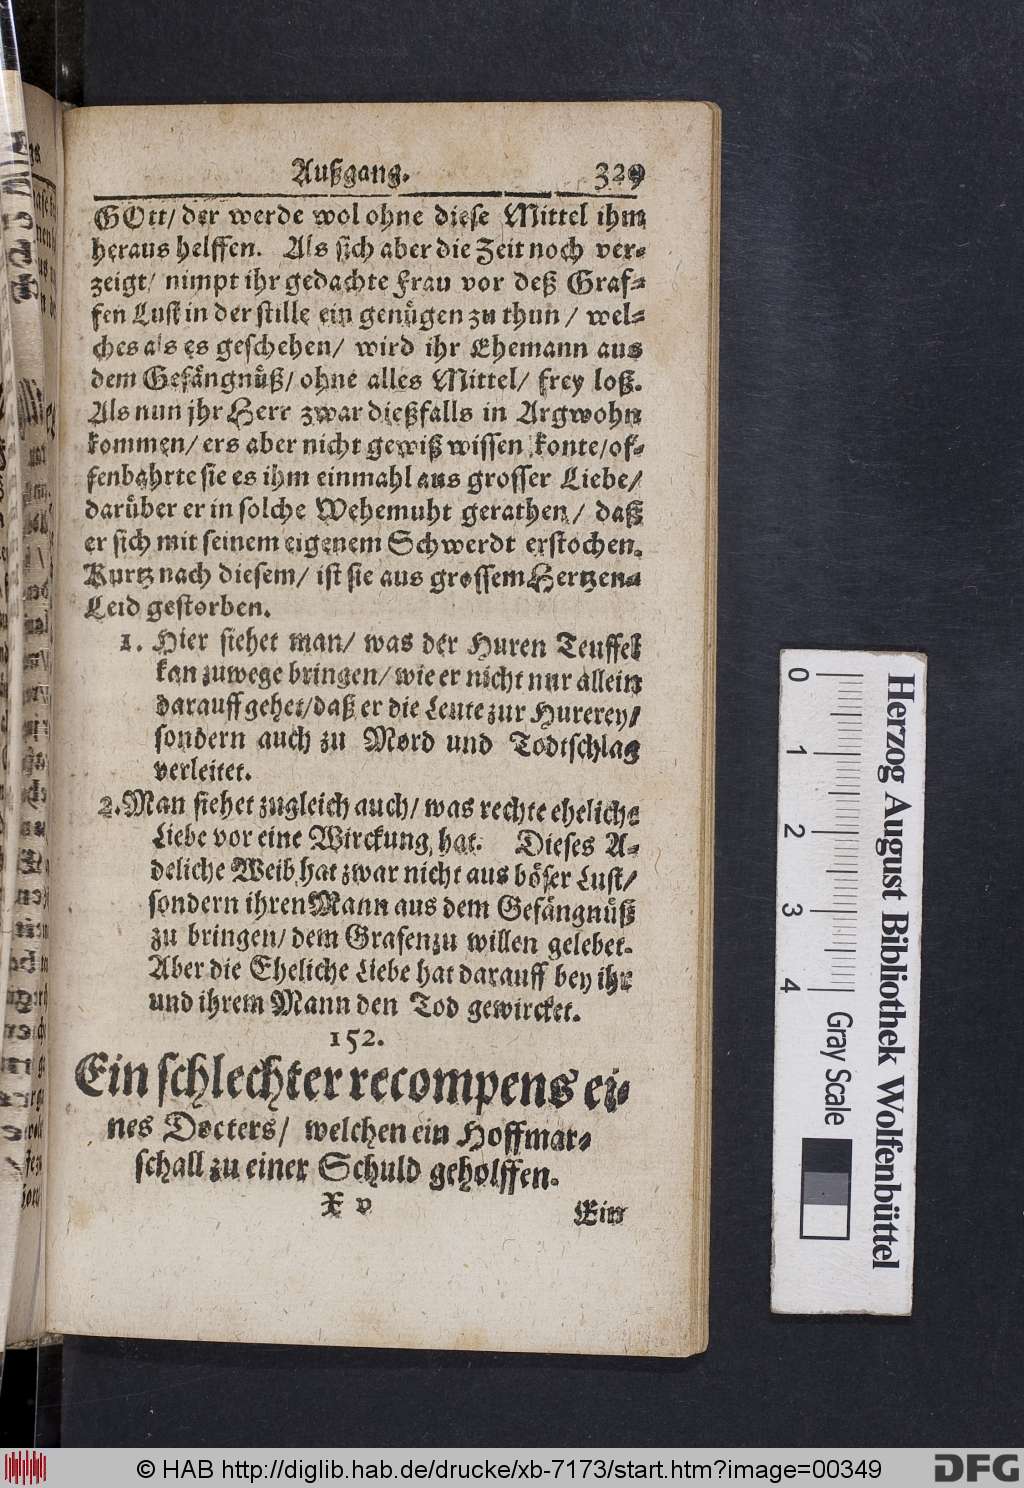 Außgang. 329
GOtt/ der werde wol ohne diese Mittel ihm
heraus helffen. Als sich aber die Zeit noch ver-
zeigt/ nimpt ihr gedachte Frau vor deß Graf-
fen Lust in der stille ein genügen zu thun / wel-
ches als es geschehen/ wird ihr Ehemann aus
dem Gefängnüß/ ohne alles Mittel/ frey loß.
Als nun jhr Herr zwar dießfalls in Argwohn
kommen/ ers aber nicht gewiß wissen konte/of-
fenbahrte sie es ihm einmahl aus grosser Liebe/
darüber er in solche Wehemuht gerathen/ daß
er sich mit seinem eigenem Schwerdt erstochen.
Kurtz nach diesem/ ist sie aus grossem Hertzen-
Leid gestorben.
1. Hier siehet man/ was der Huren Teuffel
kan zuwege bringen/ wie er nicht nur allein
darauff gehet/daß er die Leute zur Hurerey/
sondern auch zu Mord und Todtschlag
verleitet.
2. Man siehet zugleich auch/ was rechte eheliche
Liebe vor eine Wirckung hat. Dieses A-
deliche Weib hat zwar nicht aus böser Lust/
sondern ihren Mann aus dem Gefängnüß
zu bringen/ dem Grafen zu willen gelebet.
Aber die Eheliche Liebe hat darauff bey ihr
und ihrem Mann den Tod gewircket.
152.
Ein schlechter recompens ei-
nes Docters/ welchen ein Hoffmar-
schall zu einer Schuld geholffen.
X v Ein
0 1 2 3 4
Gray Scale
Herzog August Bibliothek Wolfenbüttel
© HAB http://diglib.hab.de/drucke/xb-7173/start.htm?image=00349
DFG